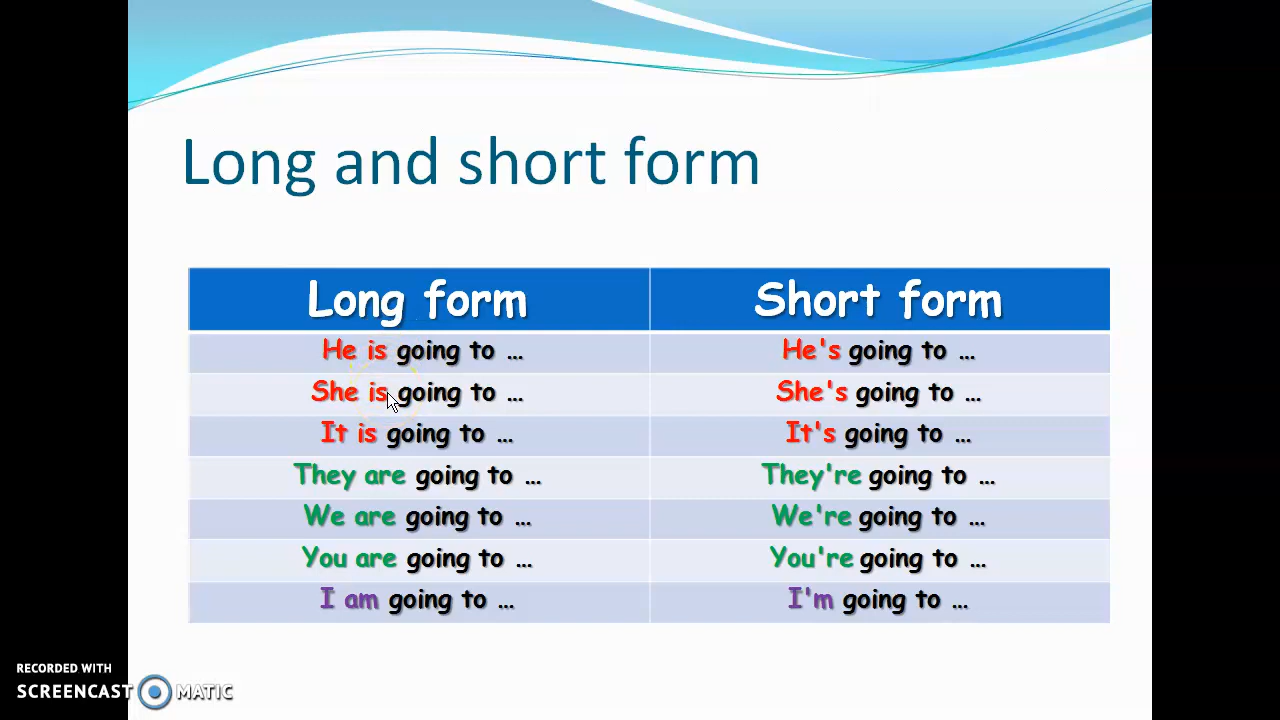 Long and short form
Long form Short form
He is going to ... He's going to ...
She is going to ... She's going to ...
It is going to ... It's going to ...
They are going to ... They're going to ...
We are going to ... We're going to ...
You are going to ... You're going to ...
I am going to ... I'm going to ...
RECORDED WITH
SCREENCAST MATIC